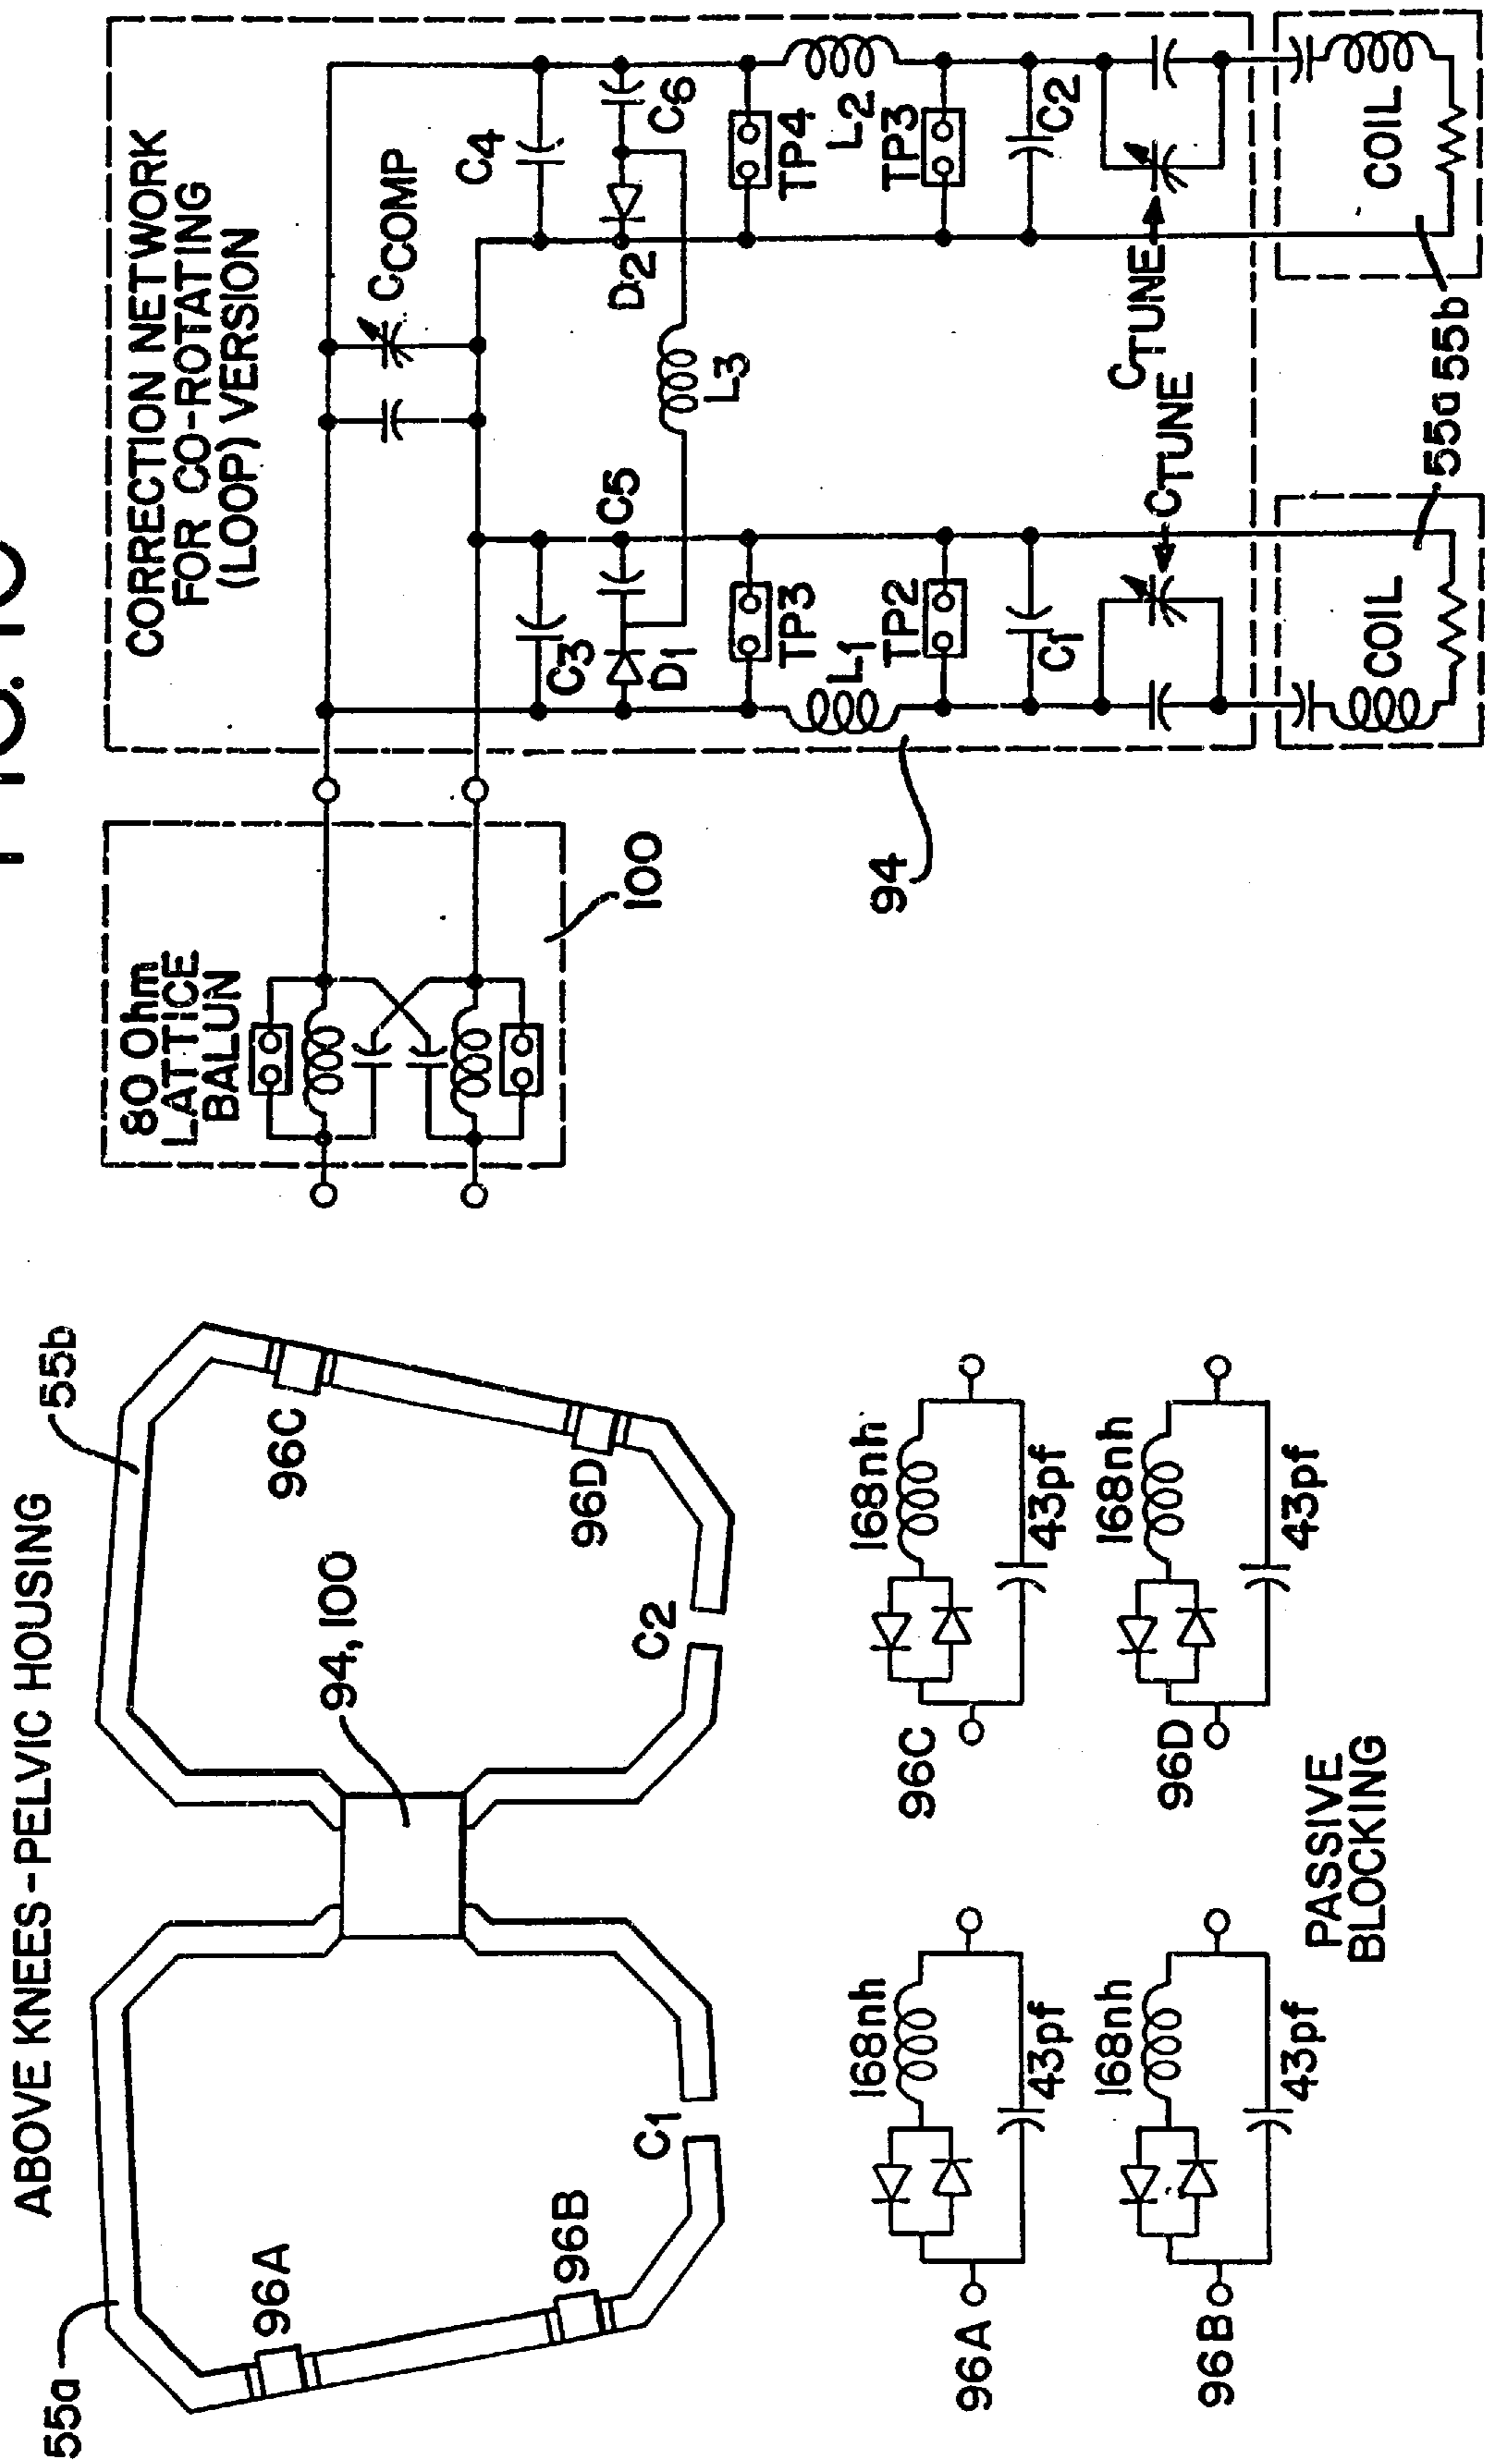 ABOVE KNEES-PELVIC HOUSING
55a
55b
96A
96B
96C
96D
94, 100
C1
C2
96A
168nh
43pf
96B
168nh
43pf
96C
168nh
43pf
96D
168nh
43pf
PASSIVE
BLOCKING
80 Ohm
LATTICE
BALUN
100
CORRECTION NETWORK
FOR CO-ROTATING
(LOOP) VERSION
CCOMP
C4
C6
D2
TP4
L2
TP3
C2
CTUNE
C3
C5
D1
L3
TP3
L1
TP2
C1
CTUNE
94
COIL
COIL
55a
55b